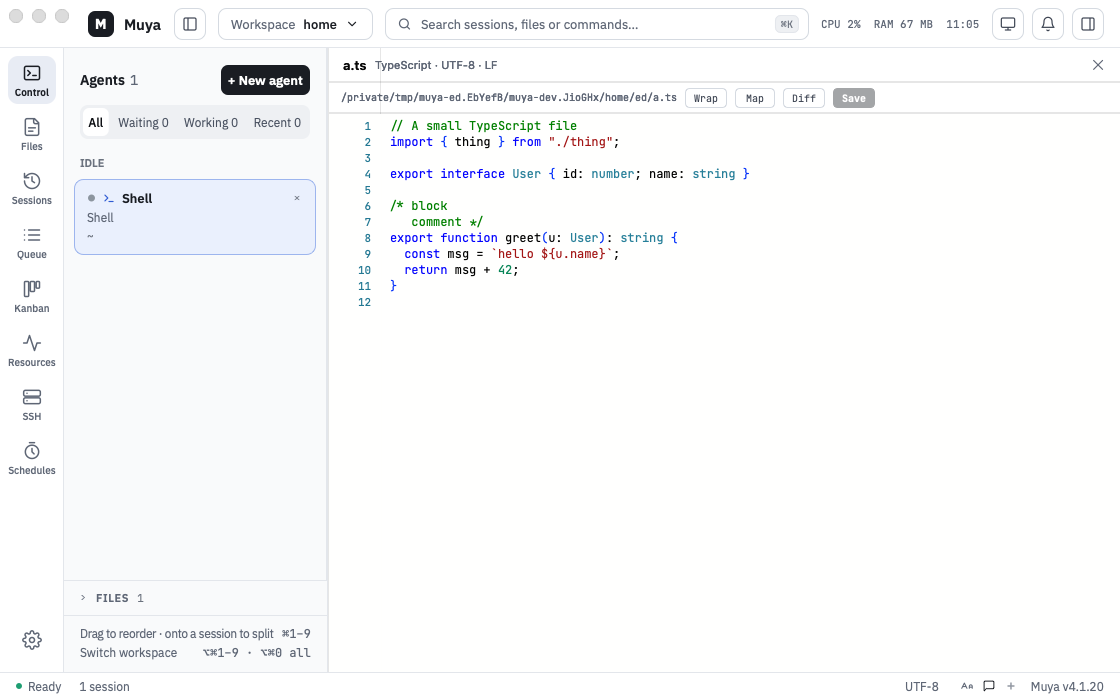 M Muya
Workspace home
Search sessions, files or commands... ⌘K
CPU 2% RAM 67 MB 11:05
Control
Files
Sessions
Queue
Kanban
Resources
SSH
Schedules
Agents 1
+ New agent
All Waiting 0 Working 0 Recent 0
IDLE
Shell ×
Shell
~
› FILES 1
Drag to reorder · onto a session to split ⌘1–9
Switch workspace ⌥⌘1–9 · ⌥⌘0 all
a.ts TypeScript · UTF-8 · LF
/private/tmp/muya-ed.EbYefB/muya-dev.JioGHx/home/ed/a.ts Wrap Map Diff Save
1 // A small TypeScript file
2 import { thing } from "./thing";
3
4 export interface User { id: number; name: string }
5
6 /* block
7    comment */
8 export function greet(u: User): string {
9   const msg = `hello ${u.name}`;
10   return msg + 42;
11 }
12
Ready 1 session
UTF-8 AA + Muya v4.1.20